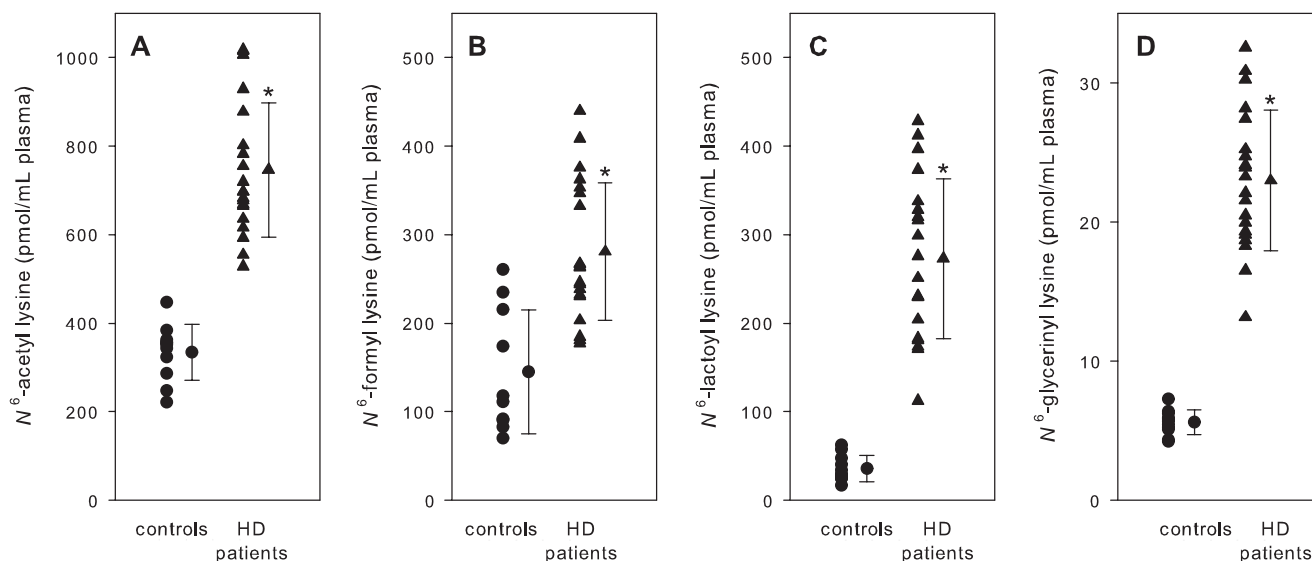 A
N⁶-acetyl lysine (pmol/mL plasma)
1000
800
600
400
200
0
*
controls
HD
patients
B
N⁶-formyl lysine (pmol/mL plasma)
500
400
300
200
100
0
*
controls
HD
patients
C
N⁶-lactoyl lysine (pmol/mL plasma)
500
400
300
200
100
0
*
controls
HD
patients
D
N⁶-glycerinyl lysine (pmol/mL plasma)
30
20
10
0
*
controls
HD
patients